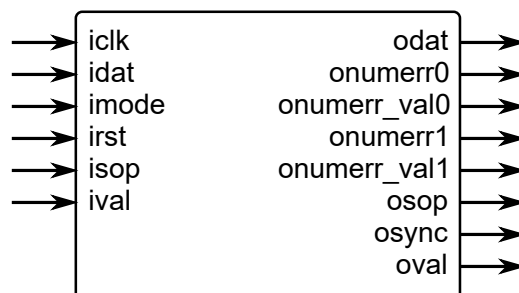 iclk odat
idat onumerr0
imode onumerr_val0
irst onumerr1
isop onumerr_val1
ival osop
osync
oval